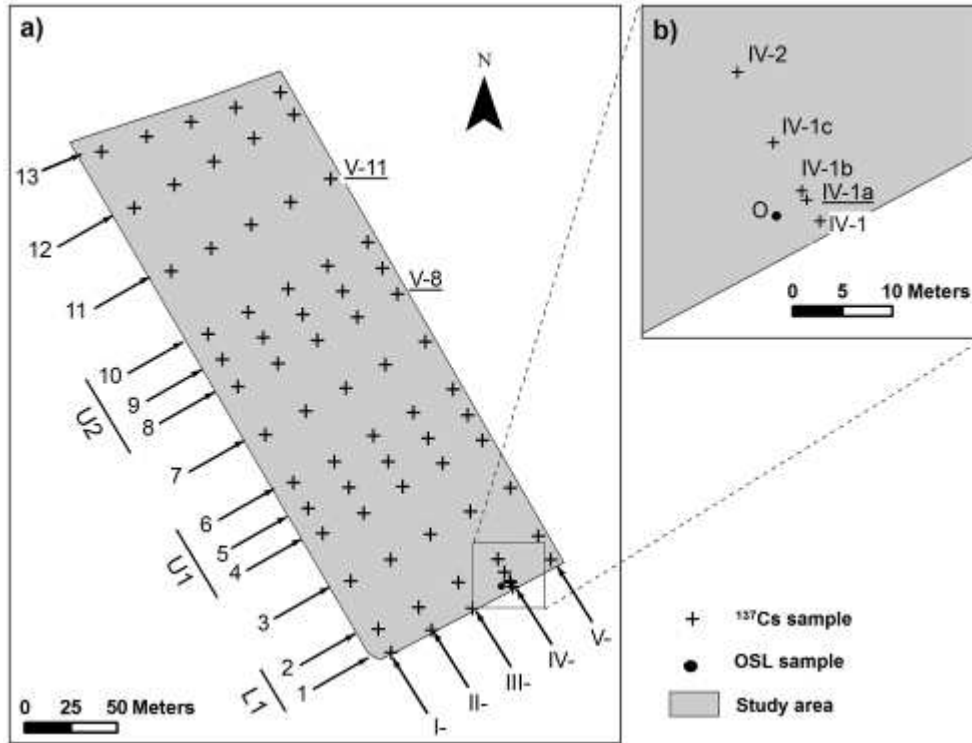 a)
N
13
12
11
10
9
8
7
6
5
4
3
2
1
U2
U1
L1
V-11
V-8
I-
II-
III-
IV-
V-
0 25 50 Meters
b)
IV-2
IV-1c
IV-1b
IV-1a
O
IV-1
0 5 10 Meters
¹³⁷Cs sample
OSL sample
Study area